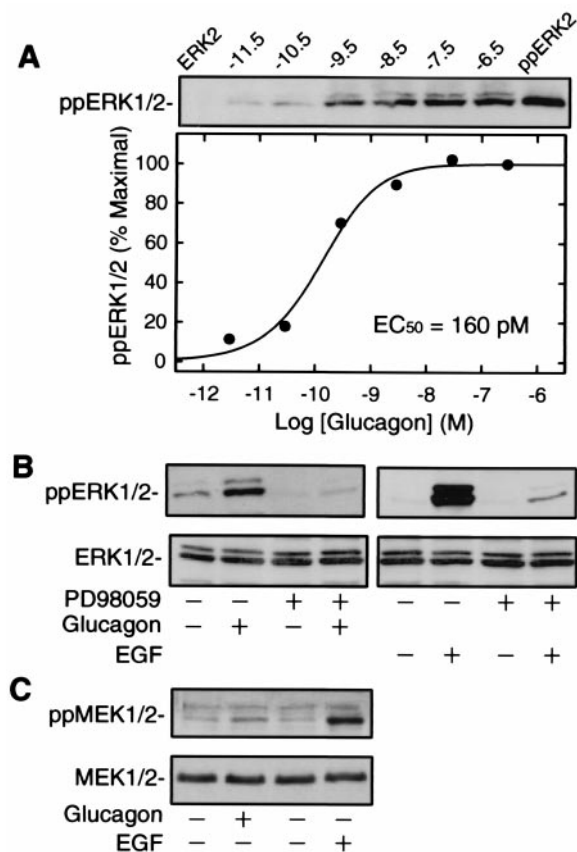 A
ERK2 -11.5 -10.5 -9.5 -8.5 -7.5 -6.5 ppERK2
ppERK1/2-
ppERK1/2 (% Maximal)
100
80
60
40
20
0
EC50 = 160 pM
-12 -11 -10 -9 -8 -7 -6
Log [Glucagon] (M)
B
ppERK1/2-
ERK1/2-
PD98059 − − + + − − + +
Glucagon − + − +
EGF − + − +
C
ppMEK1/2-
MEK1/2-
Glucagon − + − −
EGF − − − +